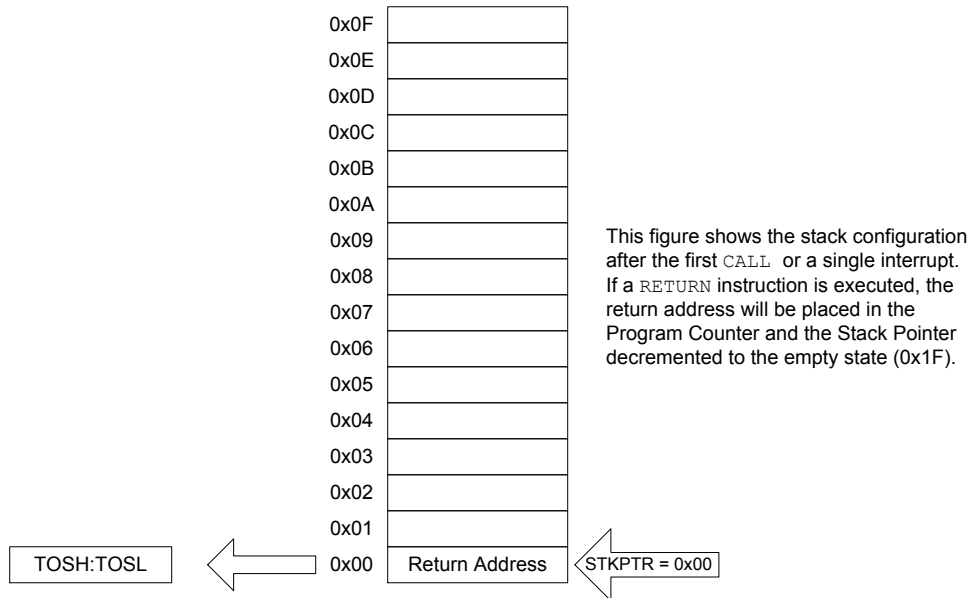 0x0F
0x0E
0x0D
0x0C
0x0B
0x0A
0x09
0x08
0x07
0x06
0x05
0x04
0x03
0x02
0x01
0x00
This figure shows the stack configuration
after the first CALL or a single interrupt.
If a RETURN instruction is executed, the
return address will be placed in the
Program Counter and the Stack Pointer
decremented to the empty state (0x1F).
TOSH:TOSL
Return Address
STKPTR = 0x00